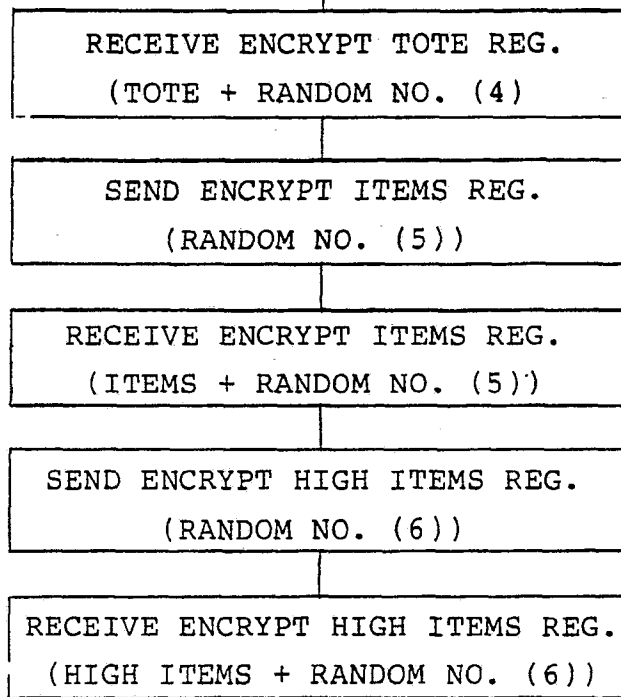 RECEIVE ENCRYPT TOTE REG.
(TOTE + RANDOM NO. (4)
SEND ENCRYPT ITEMS REG.
(RANDOM NO. (5))
RECEIVE ENCRYPT ITEMS REG.
(ITEMS + RANDOM NO. (5))
SEND ENCRYPT HIGH ITEMS REG.
(RANDOM NO. (6))
RECEIVE ENCRYPT HIGH ITEMS REG.
(HIGH ITEMS + RANDOM NO. (6))